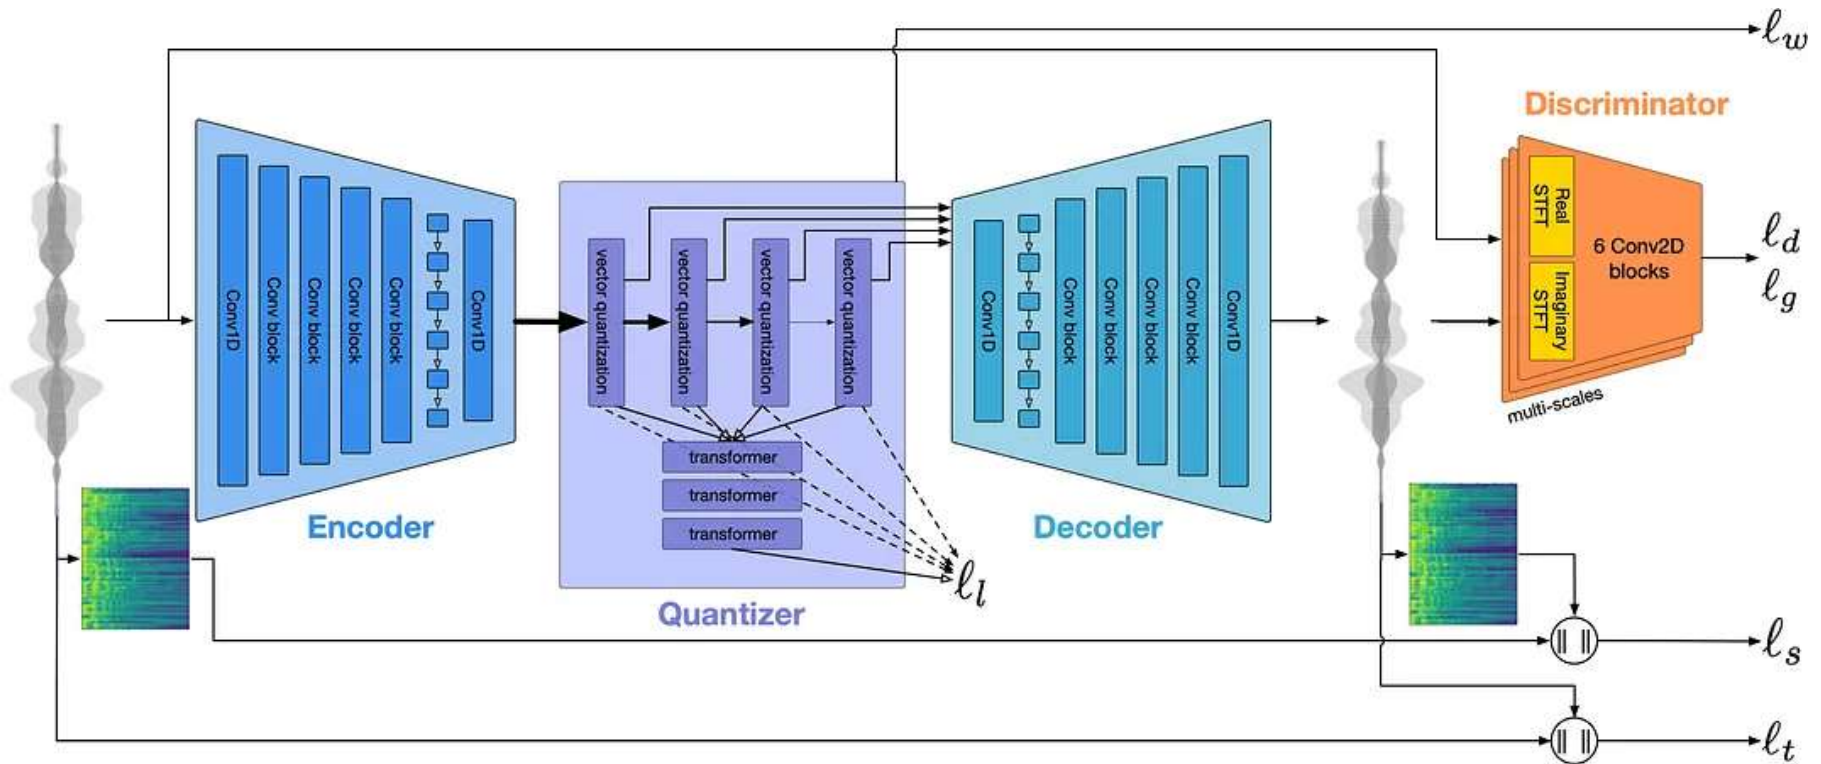 ℓw
Discriminator
Real
STFT
Imaginary
STFT
6 Conv2D
blocks
multi-scales
ℓd
ℓg
Conv1D
Conv block
Conv block
Conv block
Conv block
Conv1D
Encoder
vector quantization
vector quantization
vector quantization
vector quantization
transformer
transformer
transformer
Quantizer
ℓl
Conv1D
Conv block
Conv block
Conv block
Conv block
Conv1D
Decoder
|| ||
ℓs
|| ||
ℓt